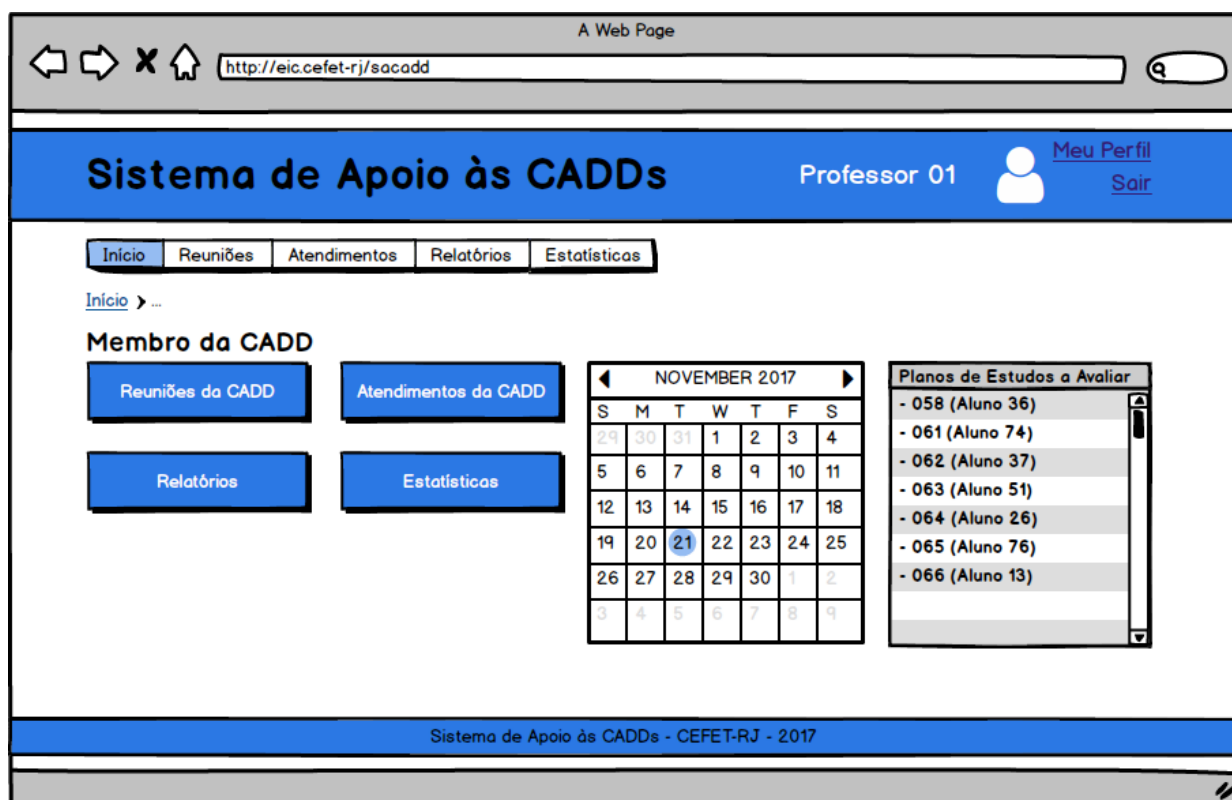 A Web Page
http://eic.cefet-rj/sacadd
Sistema de Apoio às CADDs
Professor 01
Meu Perfil
Sair
Início Reuniões Atendimentos Relatórios Estatísticas
Início ...
Membro da CADD
Reuniões da CADD
Atendimentos da CADD
Relatórios
Estatísticas
NOVEMBER 2017
S M T W T F S
29 30 31 1 2 3 4
5 6 7 8 9 10 11
12 13 14 15 16 17 18
19 20 21 22 23 24 25
26 27 28 29 30 1 2
3 4 5 6 7 8 9
Planos de Estudos a Avaliar
- 058 (Aluno 36)
- 061 (Aluno 74)
- 062 (Aluno 37)
- 063 (Aluno 51)
- 064 (Aluno 26)
- 065 (Aluno 76)
- 066 (Aluno 13)
Sistema de Apoio às CADDs - CEFET-RJ - 2017